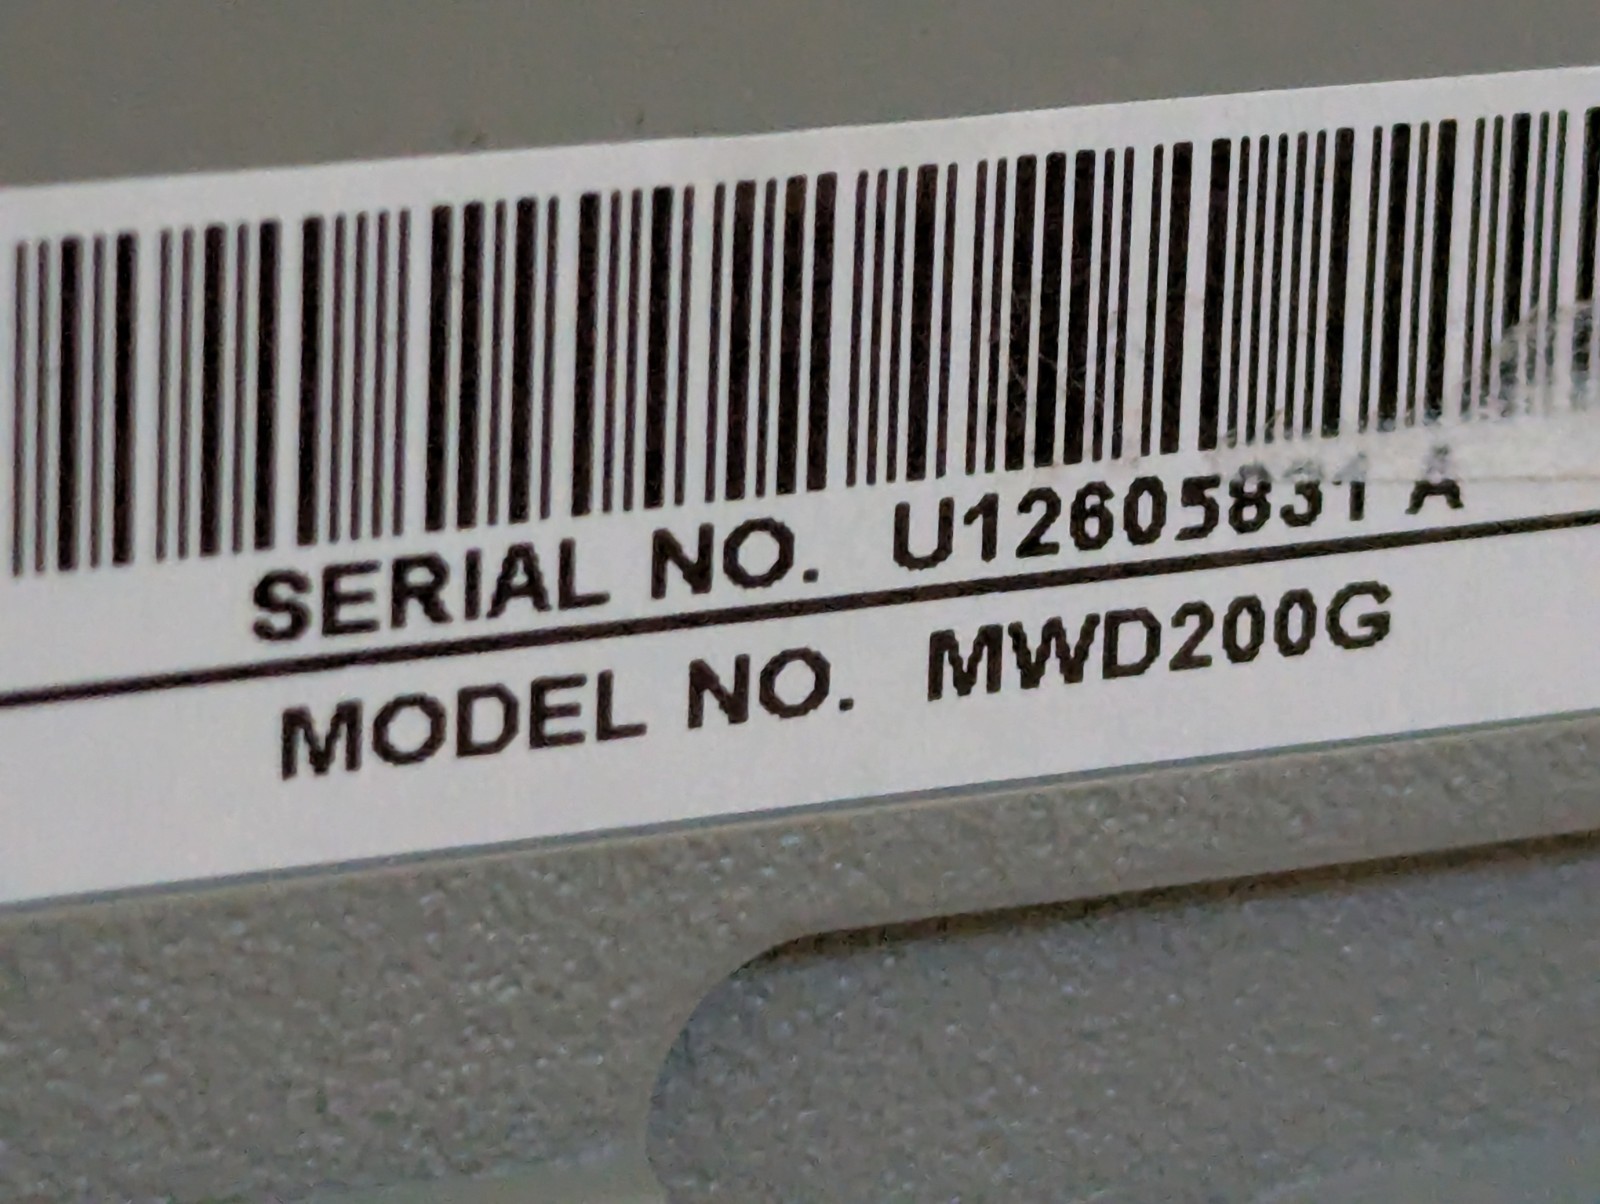 SERIAL NO. U12605831 A
MODEL NO. MWD200G